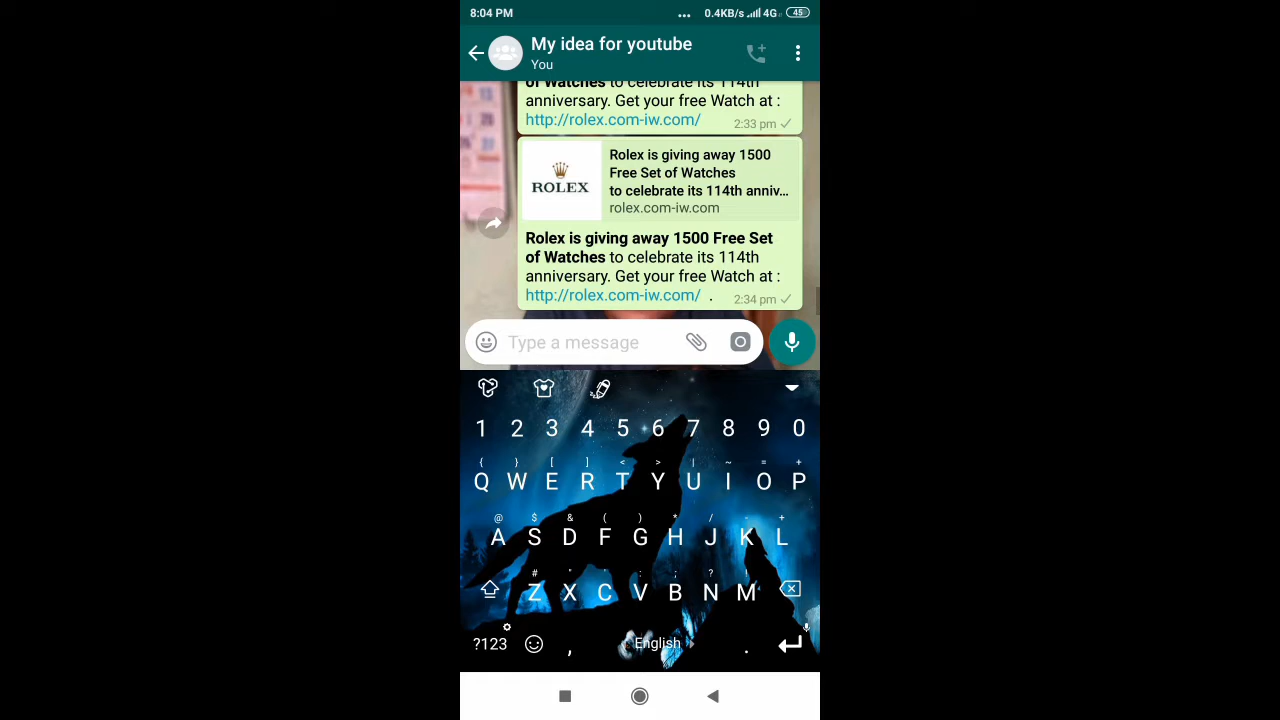 8:04 PM ... 0.4KB/s 4G 45
My idea for youtube
You
of Watches to celebrate its 114th
anniversary. Get your free Watch at :
http://rolex.com-iw.com/ 2:33 pm
ROLEX
Rolex is giving away 1500
Free Set of Watches
to celebrate its 114th anniv...
rolex.com-iw.com
Rolex is giving away 1500 Free Set
of Watches to celebrate its 114th
anniversary. Get your free Watch at :
http://rolex.com-iw.com/ . 2:34 pm
Type a message
1 2 3 4 5 6 7 8 9 0
{ } [ ] < > | ~ = +
Q W E R T Y U I O P
@ $ & ( ) * / - +
A S D F G H J K L
# " ' : ; ? !
Z X C V B N M
?123 , English .